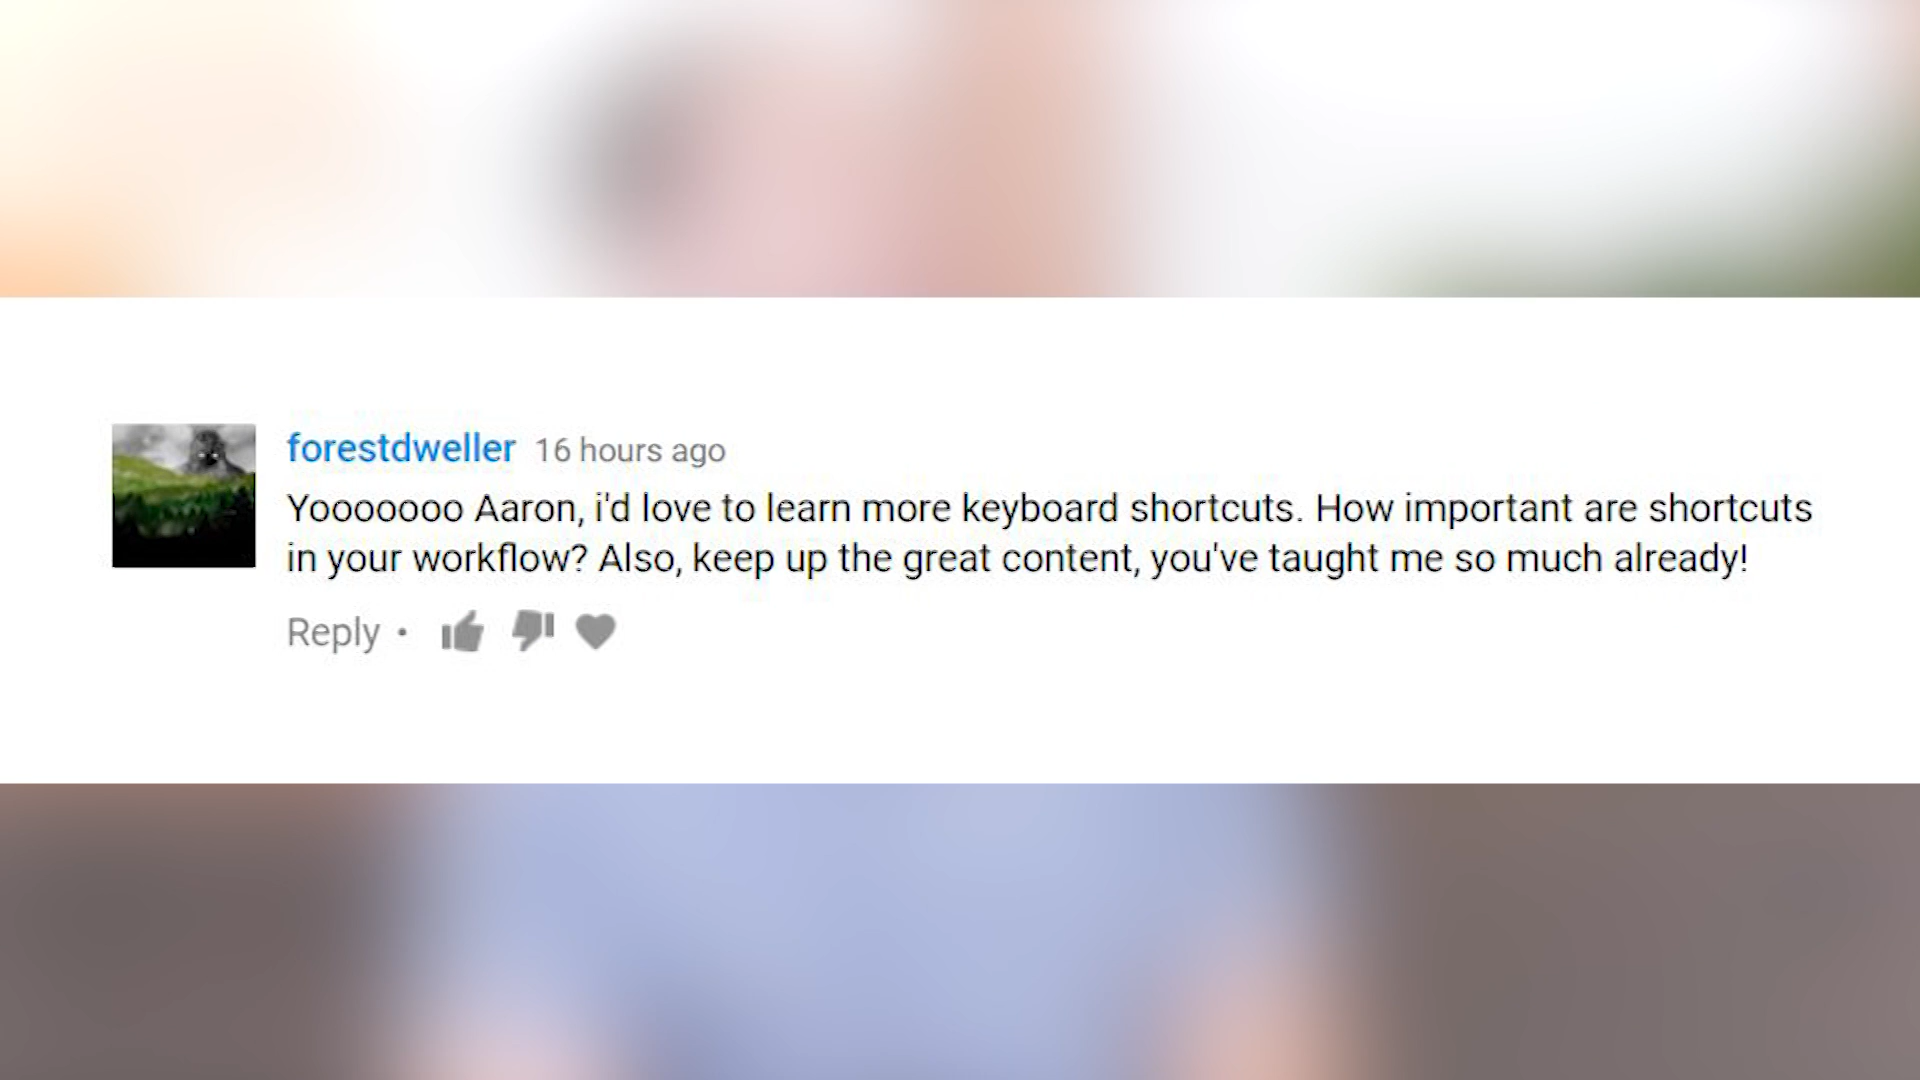 forestdweller 16 hours ago
Yooooooo Aaron, i'd love to learn more keyboard shortcuts. How important are shortcuts
in your workflow? Also, keep up the great content, you've taught me so much already!
Reply •